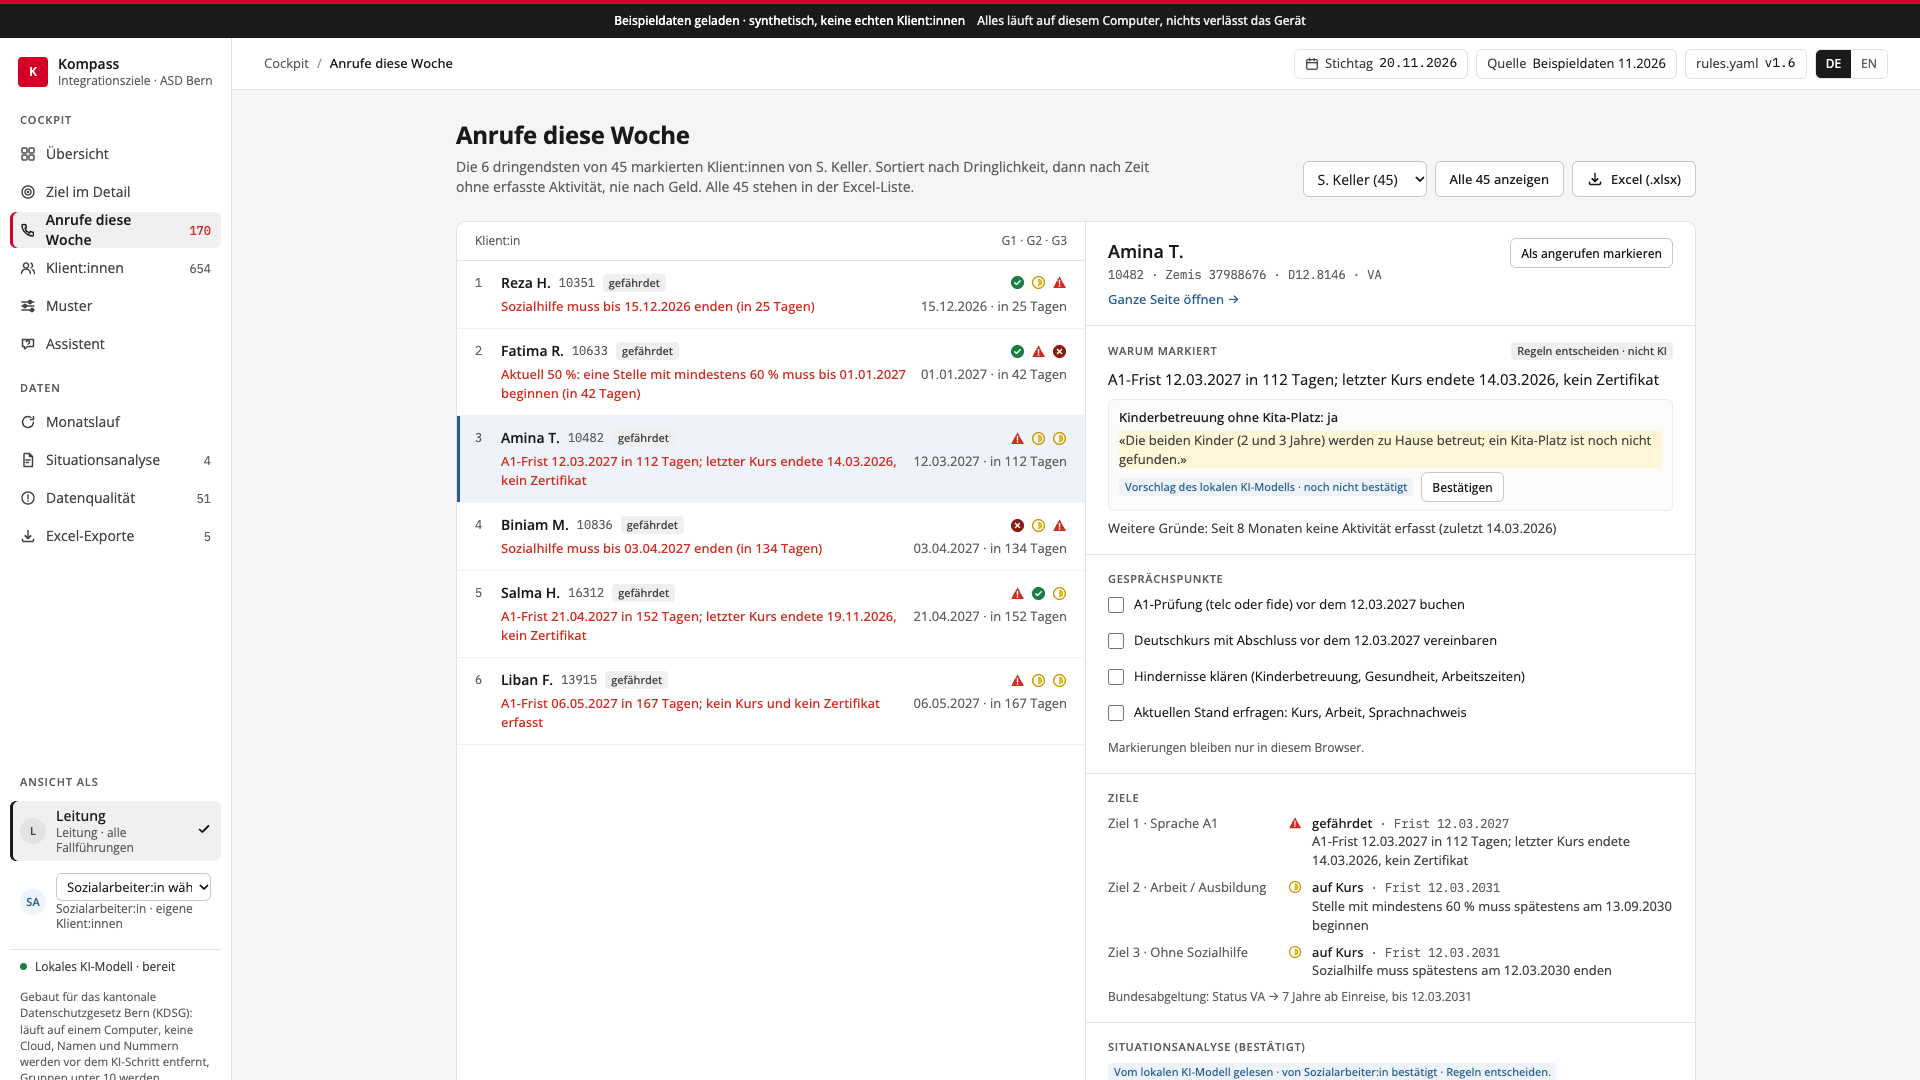 Beispieldaten geladen · synthetisch, keine echten Klient:innen Alles läuft auf diesem Computer, nichts verlässt das Gerät
K
Kompass
Integrationsziele · ASD Bern
COCKPIT
Übersicht
Ziel im Detail
Anrufe diese Woche 170
Klient:innen 654
Muster
Assistent
DATEN
Monatslauf
Situationsanalyse 4
Datenqualität 51
Excel-Exporte 5
ANSICHT ALS
L
Leitung
Leitung · alle
Fallführungen
SA
Sozialarbeiter:in wäh
Sozialarbeiter:in · eigene
Klient:innen
Lokales KI-Modell · bereit
Gebaut für das kantonale
Datenschutzgesetz Bern (KDSG):
läuft auf einem Computer, keine
Cloud, Namen und Nummern
werden vor dem KI-Schritt entfernt,
Gruppen unter 10 werden
Cockpit / Anrufe diese Woche
Stichtag 20.11.2026
Quelle Beispieldaten 11.2026
rules.yaml v1.6
DE EN
Anrufe diese Woche
Die 6 dringendsten von 45 markierten Klient:innen von S. Keller. Sortiert nach Dringlichkeit, dann nach Zeit
ohne erfasste Aktivität, nie nach Geld. Alle 45 stehen in der Excel-Liste.
S. Keller (45)
Alle 45 anzeigen
Excel (.xlsx)
Klient:in G1 · G2 · G3
1 Reza H. 10351 gefährdet
Sozialhilfe muss bis 15.12.2026 enden (in 25 Tagen) 15.12.2026 · in 25 Tagen
2 Fatima R. 10633 gefährdet
Aktuell 50 %: eine Stelle mit mindestens 60 % muss bis 01.01.2027 01.01.2027 · in 42 Tagen
beginnen (in 42 Tagen)
3 Amina T. 10482 gefährdet
A1-Frist 12.03.2027 in 112 Tagen; letzter Kurs endete 14.03.2026, 12.03.2027 · in 112 Tagen
kein Zertifikat
4 Biniam M. 10836 gefährdet
Sozialhilfe muss bis 03.04.2027 enden (in 134 Tagen) 03.04.2027 · in 134 Tagen
5 Salma H. 16312 gefährdet
A1-Frist 21.04.2027 in 152 Tagen; letzter Kurs endete 19.11.2026, 21.04.2027 · in 152 Tagen
kein Zertifikat
6 Liban F. 13915 gefährdet
A1-Frist 06.05.2027 in 167 Tagen; kein Kurs und kein Zertifikat 06.05.2027 · in 167 Tagen
erfasst
Amina T.
Als angerufen markieren
10482 · Zemis 37988676 · D12.8146 · VA
Ganze Seite öffnen →
WARUM MARKIERT Regeln entscheiden · nicht KI
A1-Frist 12.03.2027 in 112 Tagen; letzter Kurs endete 14.03.2026, kein Zertifikat
Kinderbetreuung ohne Kita-Platz: ja
«Die beiden Kinder (2 und 3 Jahre) werden zu Hause betreut; ein Kita-Platz ist noch nicht
gefunden.»
Vorschlag des lokalen KI-Modells · noch nicht bestätigt Bestätigen
Weitere Gründe: Seit 8 Monaten keine Aktivität erfasst (zuletzt 14.03.2026)
GESPRÄCHSPUNKTE
A1-Prüfung (telc oder fide) vor dem 12.03.2027 buchen
Deutschkurs mit Abschluss vor dem 12.03.2027 vereinbaren
Hindernisse klären (Kinderbetreuung, Gesundheit, Arbeitszeiten)
Aktuellen Stand erfragen: Kurs, Arbeit, Sprachnachweis
Markierungen bleiben nur in diesem Browser.
ZIELE
Ziel 1 · Sprache A1 gefährdet · Frist 12.03.2027
A1-Frist 12.03.2027 in 112 Tagen; letzter Kurs endete
14.03.2026, kein Zertifikat
Ziel 2 · Arbeit / Ausbildung auf Kurs · Frist 12.03.2031
Stelle mit mindestens 60 % muss spätestens am 13.09.2030
beginnen
Ziel 3 · Ohne Sozialhilfe auf Kurs · Frist 12.03.2031
Sozialhilfe muss spätestens am 12.03.2030 enden
Bundesabgeltung: Status VA → 7 Jahre ab Einreise, bis 12.03.2031
SITUATIONSANALYSE (BESTÄTIGT)
Vom lokalen KI-Modell gelesen · von Sozialarbeiter:in bestätigt · Regeln entscheiden.